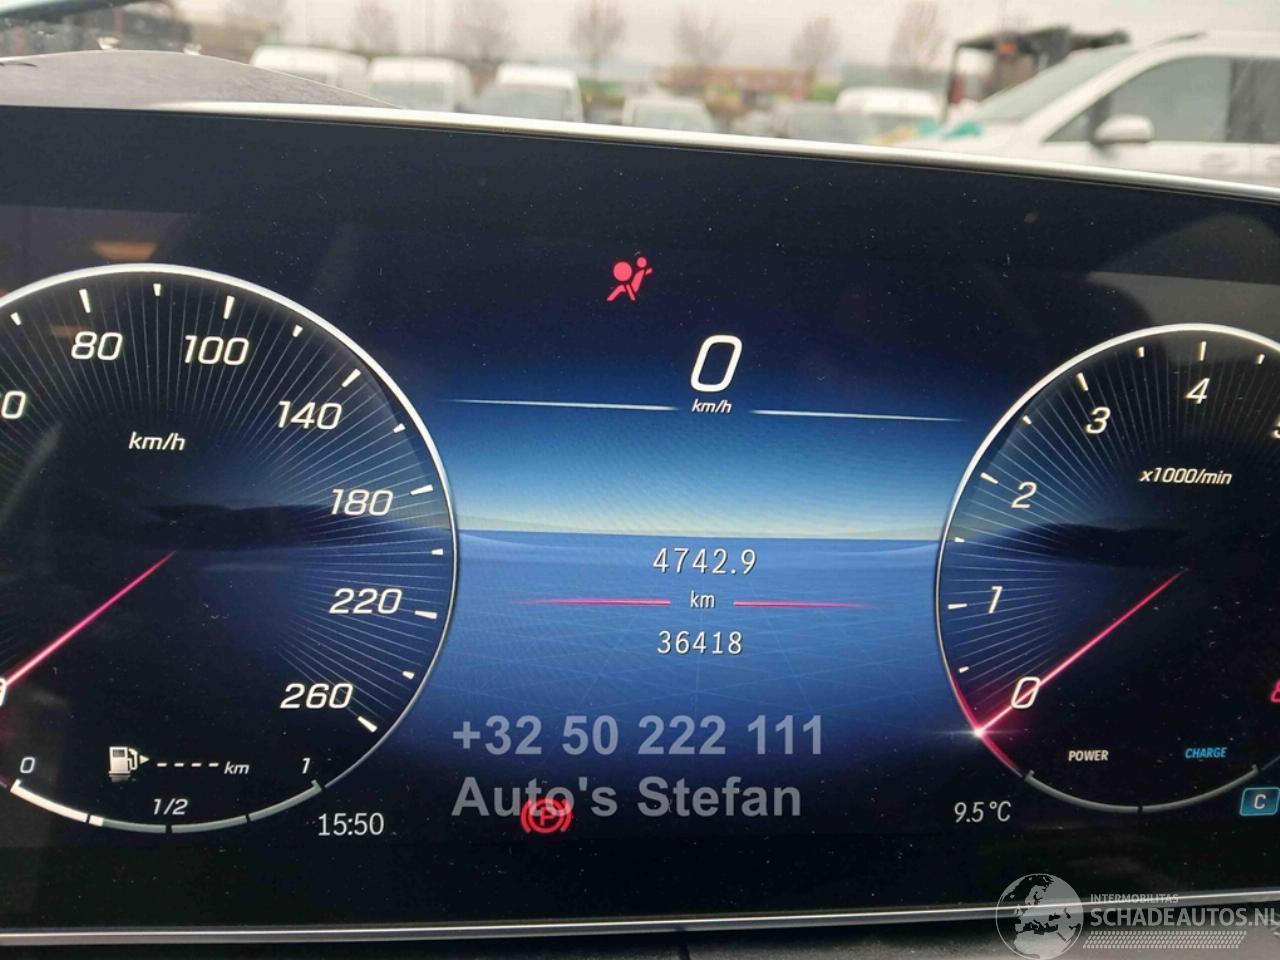 0
km/h
80
100
140
180
220
260
km/h
0
- - - - - km
1
1/2
15:50
4742.9
km
36418
+32 50 222 111
Auto's Stefan
P
9.5°C
x1000/min
0
1
2
3
4
POWER
CHARGE
C
INTERMOBILITAS
SCHADEAUTOS.NL